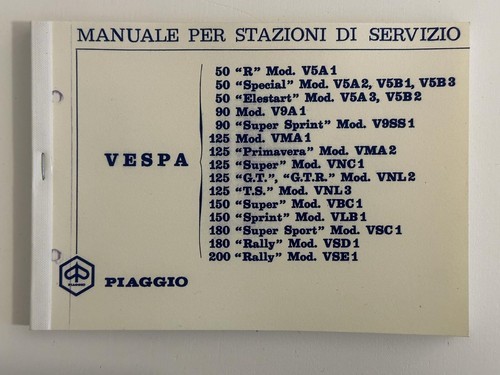 MANUALE PER STAZIONI DI SERVIZIO
VESPA
50 "R" Mod. V5A1
50 "Special" Mod. V5A2, V5B1, V5B3
50 "Elestart" Mod. V5A3, V5B2
90 Mod. V9A1
90 "Super Sprint" Mod. V9SS1
125 Mod. VMA1
125 "Primavera" Mod. VMA2
125 "Super" Mod. VNC1
125 "G.T.", "G.T.R." Mod. VNL2
125 "T.S." Mod. VNL3
150 "Super" Mod. VBC1
150 "Sprint" Mod. VLB1
180 "Super Sport" Mod. VSC1
180 "Rally" Mod. VSD1
200 "Rally" Mod. VSE1
PIAGGIO